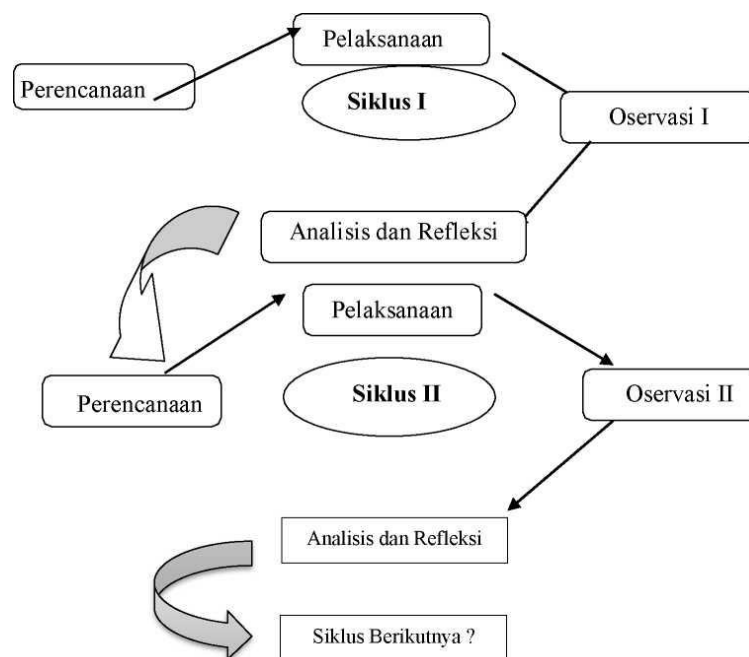 Pelaksanaan
Perencanaan
Siklus I
Oservasi I
Analisis dan Refleksi
Pelaksanaan
Perencanaan
Siklus II
Oservasi II
Analisis dan Refleksi
Siklus Berikutnya ?